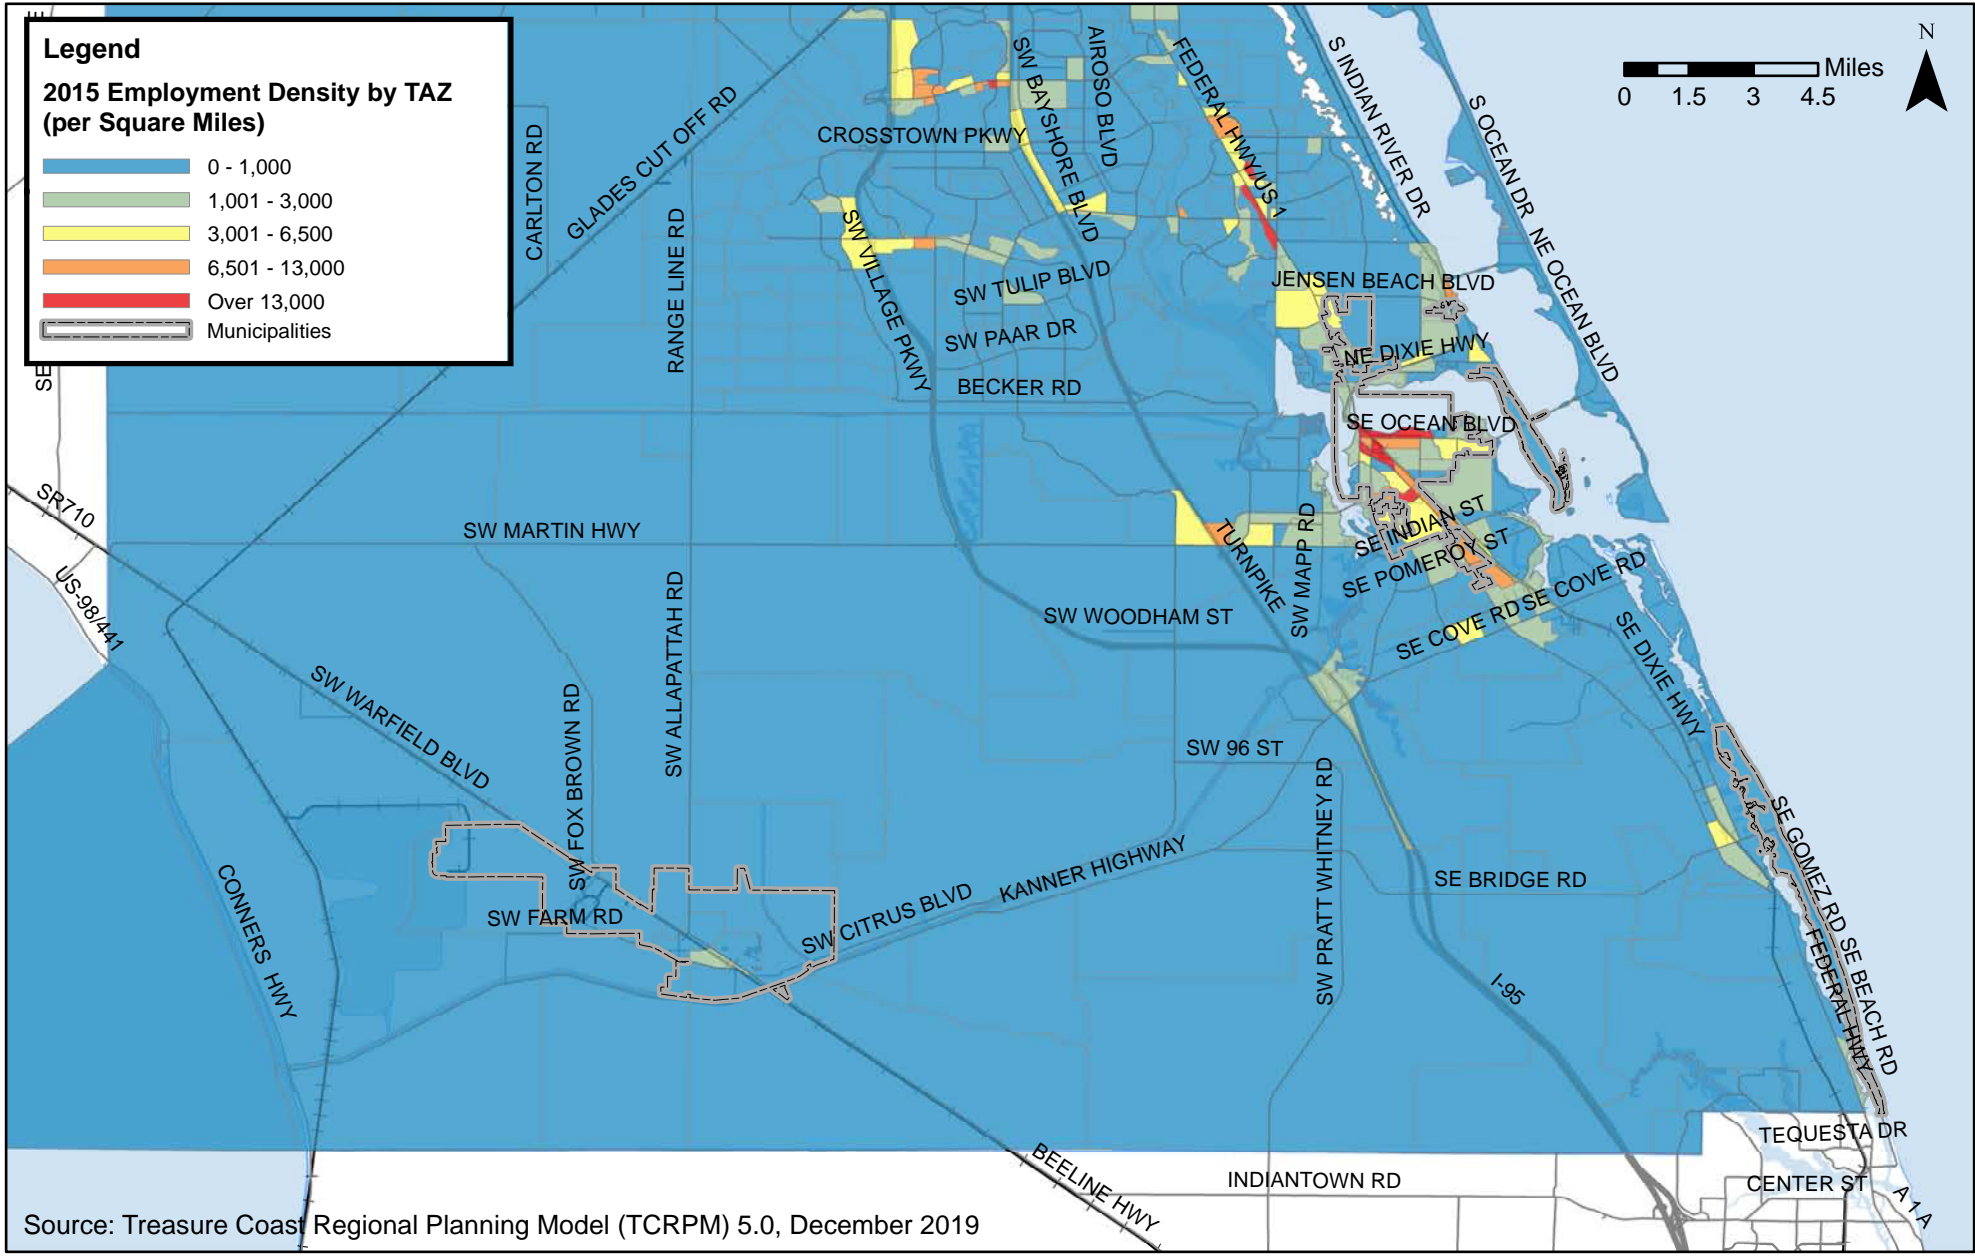 Legend
2015 Employment Density by TAZ
(per Square Miles)
0 - 1,000
1,001 - 3,000
3,001 - 6,500
6,501 - 13,000
Over 13,000
Municipalities
N
Miles
0 1.5 3 4.5
SE
CARLTON RD
GLADES CUT OFF RD
RANGE LINE RD
CROSSTOWN PKWY
SW BAYSHORE BLVD
AIROSO BLVD
FEDERAL HWY/US 1
S INDIAN RIVER DR
S OCEAN DR
NE OCEAN BLVD
SW VILLAGE PKWY
SW TULIP BLVD
SW PAAR DR
BECKER RD
JENSEN BEACH BLVD
NE DIXIE HWY
SE OCEAN BLVD
SR710
US-98/441
SW MARTIN HWY
TURNPIKE
SW MAPP RD
SE INDIAN ST
SE POMEROY ST
SE COVE RD
SE COVE RD
SE DIXIE HWY
SW WOODHAM ST
SW ALLAPATTAH RD
SW FOX BROWN RD
SW WARFIELD BLVD
SW 96 ST
SW PRATT WHITNEY RD
KANNER HIGHWAY
SW CITRUS BLVD
SW FARM RD
CONNERS HWY
SE BRIDGE RD
SE GOMEZ RD
SE BEACH RD
FEDERAL HWY
I-95
TEQUESTA DR
CENTER ST
A 1 A
INDIANTOWN RD
BEELINE HWY
Source: Treasure Coast Regional Planning Model (TCRPM) 5.0, December 2019